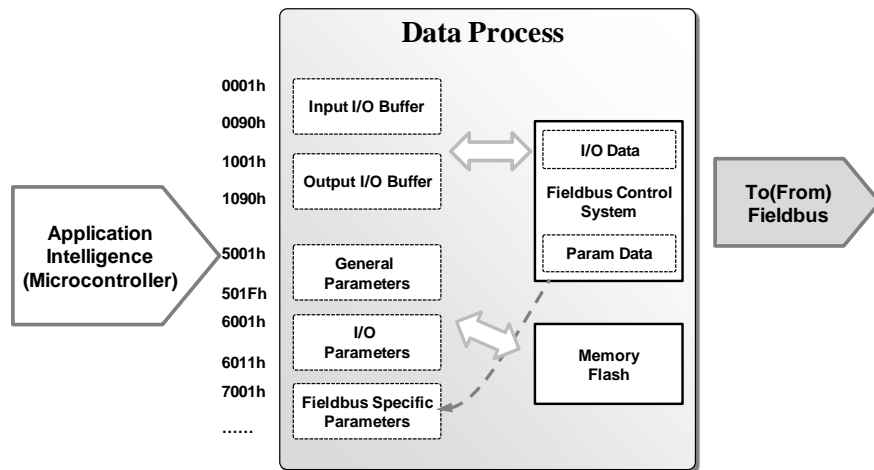 Data Process
0001h
Input I/O Buffer
0090h
I/O Data
1001h
Output I/O Buffer
Fieldbus Control
System
1090h
To(From)
Fieldbus
Application
Intelligence
(Microcontroller)
5001h
General
Parameters
Param Data
501Fh
6001h
I/O
Parameters
Memory
Flash
6011h
7001h
Fieldbus Specific
Parameters
......